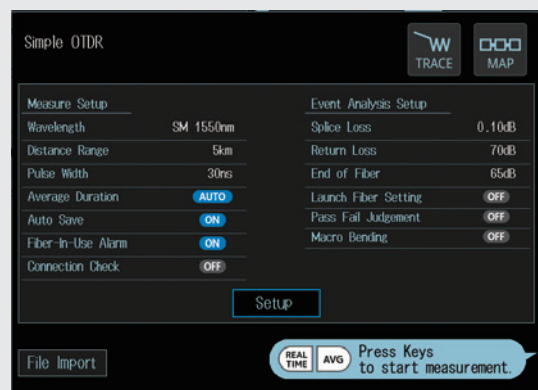 Simple OTDR
TRACE
MAP
Measure Setup
Wavelength SM 1550nm
Distance Range 5km
Pulse Width 30ns
Average Duration AUTO
Auto Save ON
Fiber-In-Use Alarm ON
Connection Check OFF
Event Analysis Setup
Splice Loss 0.10dB
Return Loss 70dB
End of Fiber 65dB
Launch Fiber Setting OFF
Pass Fail Judgement OFF
Macro Bending OFF
Setup
File Import
REAL TIME
AVG
Press Keys
to start measurement.